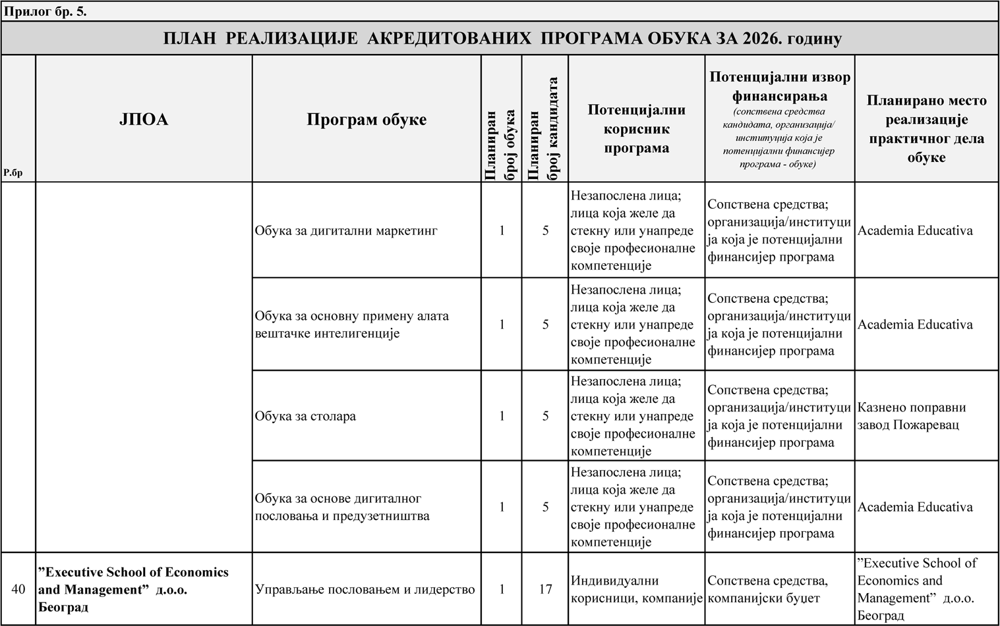 Прилог бр. 5.
ПЛАН РЕАЛИЗАЦИЈЕ АКРЕДИТОВАНИХ ПРОГРАМА ОБУКА ЗА 2026. годину
Р.бр
ЈПОА
Програм обуке
Планиран
број обука
Планиран
број кандидата
Потенцијални
корисник
програма
Потенцијални извор
финансирања
(сопствена средства
кандидата, организација/
институција која је
потенцијални финансијер
програма - обуке)
Планирано место
реализације
практичног дела
обуке
Обука за дигитални маркетинг
1
5
Незапослена лица;
лица која желе да
стекну или унапреде
своје професионалне
компетенције
Сопствена средства;
организација/институци
ја која је потенцијални
финансијер програма
Academia Educativa
Обука за основну примену алата
вештачке интелигенције
1
5
Незапослена лица;
лица која желе да
стекну или унапреде
своје професионалне
компетенције
Сопствена средства;
организација/институци
ја која је потенцијални
финансијер програма
Academia Educativa
Обука за столара
1
5
Незапослена лица;
лица која желе да
стекну или унапреде
своје професионалне
компетенције
Сопствена средства;
организација/институци
ја која је потенцијални
финансијер програма
Казнено поправни
завод Пожаревац
Обука за основе дигиталног
пословања и предузетништва
1
5
Незапослена лица;
лица која желе да
стекну или унапреде
своје професионалне
компетенције
Сопствена средства;
организација/институци
ја која је потенцијални
финансијер програма
Academia Educativa
40
”Executive School of Economics
and Management” д.о.о.
Београд
Управљање пословањем и лидерство
1
17
Индивидуални
корисници, компаније
Сопствена средства,
компанијски буџет
”Executive School of
Economics and
Management” д.о.о.
Београд